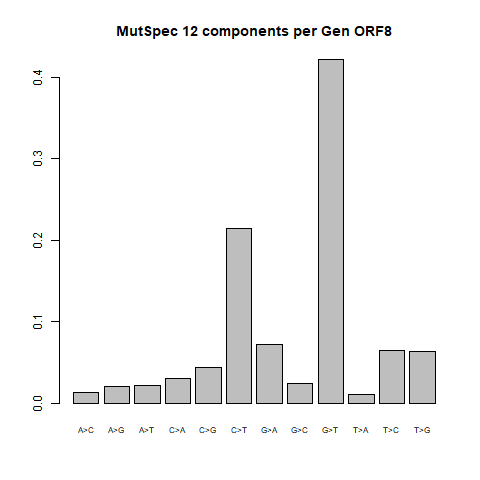 MutSpec 12 components per Gen ORF8
0.4
0.3
0.2
0.1
0.0
A>C A>G A>T C>A C>G C>T G>A G>C G>T T>A T>C T>G